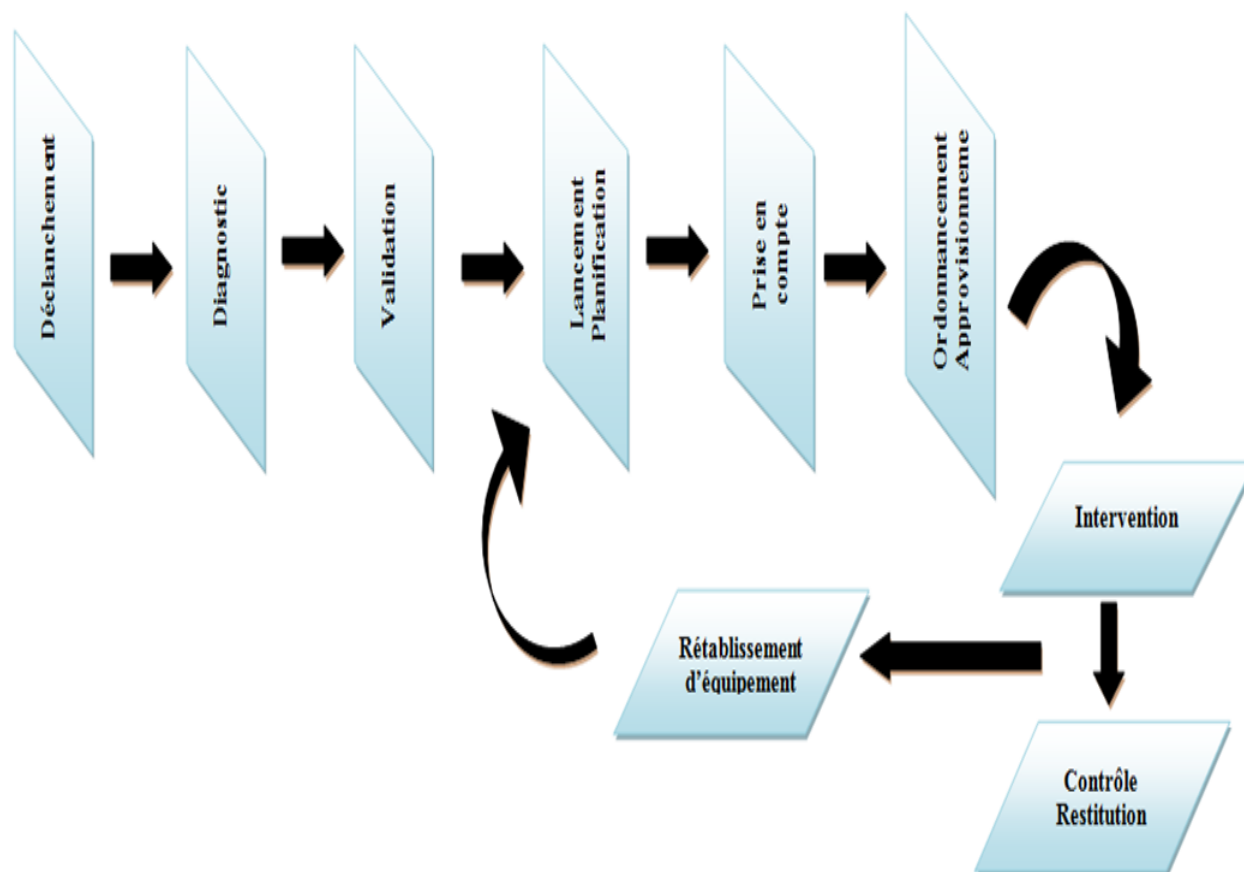 Déclanchement
Diagnostic
Validation
Lancement
Planification
Prise en
compte
Ordonnancement
Approvisionneme
Intervention
Rétablissement
d'équipement
Contrôle
Restitution